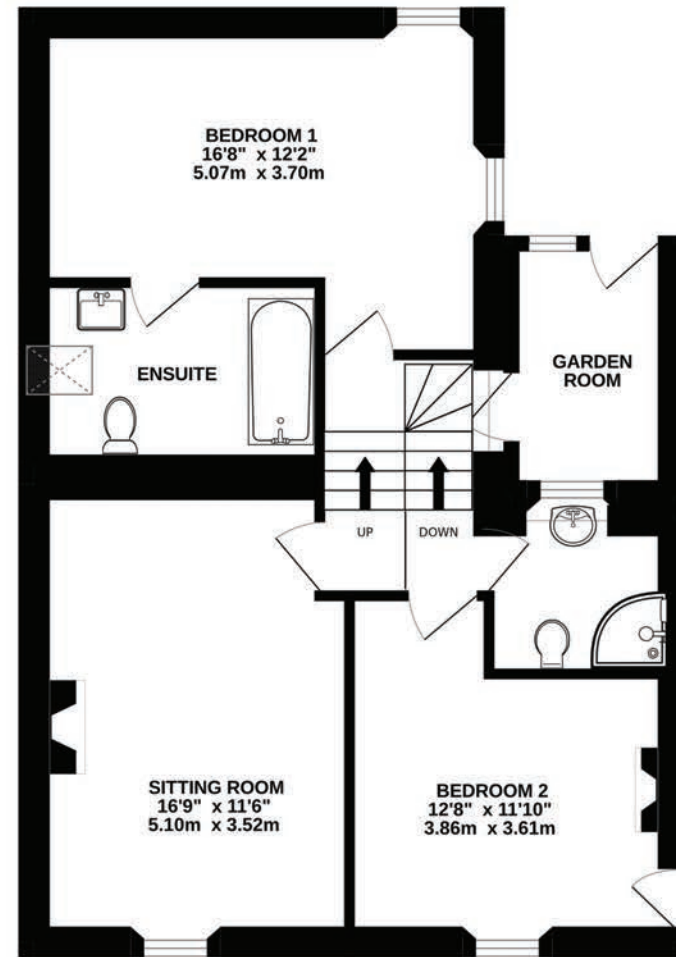 BEDROOM 1
16'8" x 12'2"
5.07m x 3.70m
ENSUITE
GARDEN
ROOM
UP
DOWN
SITTING ROOM
16'9" x 11'6"
5.10m x 3.52m
BEDROOM 2
12'8" x 11'10"
3.86m x 3.61m